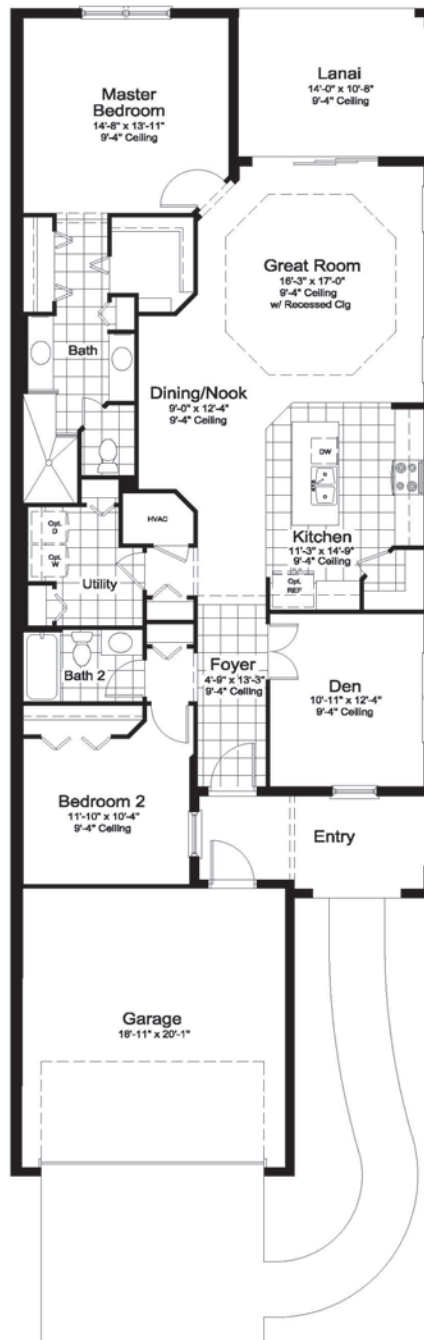 Master
Bedroom
14'-8" x 13'-11"
9'-4" Ceiling
Lanai
14'-0" x 10'-8"
9'-4" Ceiling
Great Room
16'-3" x 17'-0"
9'-4" Ceiling
w/ Recessed Clg
Bath
Dining/Nook
9'-0" x 12'-4"
9'-4" Ceiling
DW
HVAC
Kitchen
11'-3" x 14'-9"
9'-4" Ceiling
Opt.
D
Opt.
W
Utility
Opt.
REF
Bath 2
Foyer
4'-9" x 13'-3"
9'-4" Ceiling
Den
10'-11" x 12'-4"
9'-4" Ceiling
Bedroom 2
11'-10" x 10'-4"
9'-4" Ceiling
Entry
Garage
18'-11" x 20'-1"